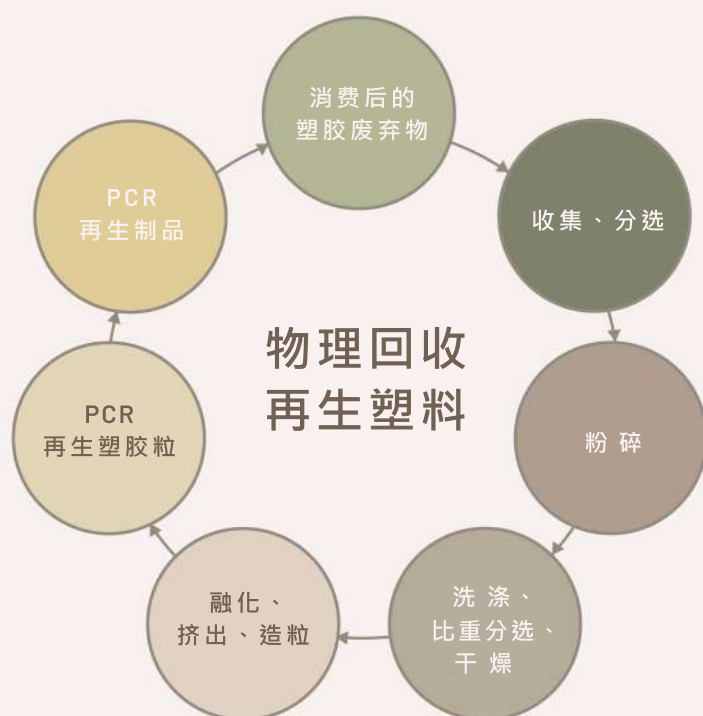 消费后的
塑胶废弃物
收集、分选
粉碎
洗涤、
比重分选、
干燥
融化、
挤出、造粒
PCR
再生塑胶粒
PCR
再生制品
物理回收
再生塑料